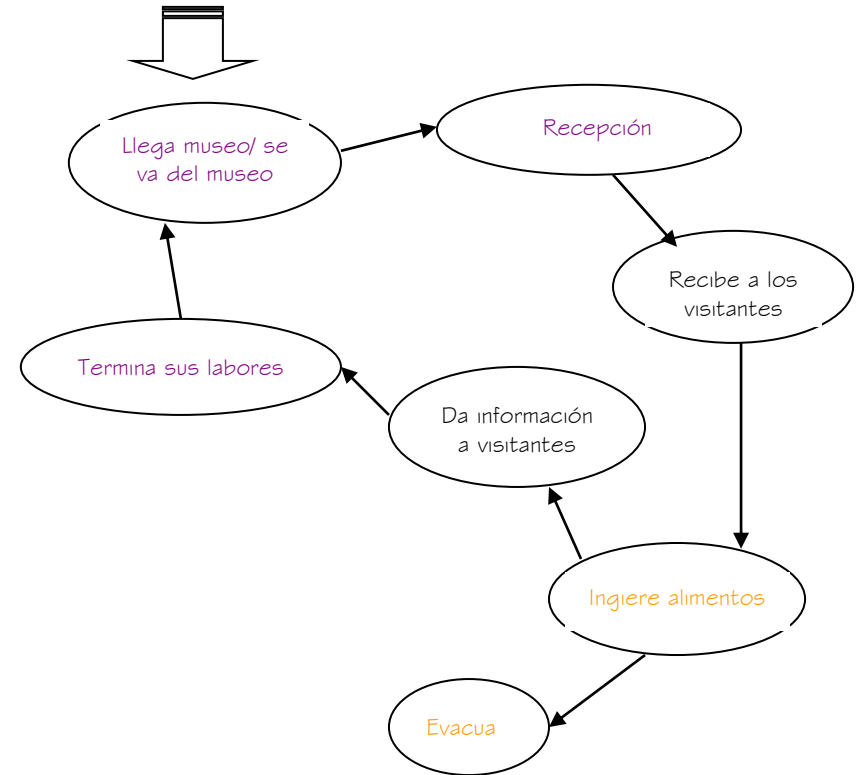 Llega museo/ se
va del museo
Recepción
Recibe a los
visitantes
Termina sus labores
Da información
a visitantes
Ingiere alimentos
Evacua